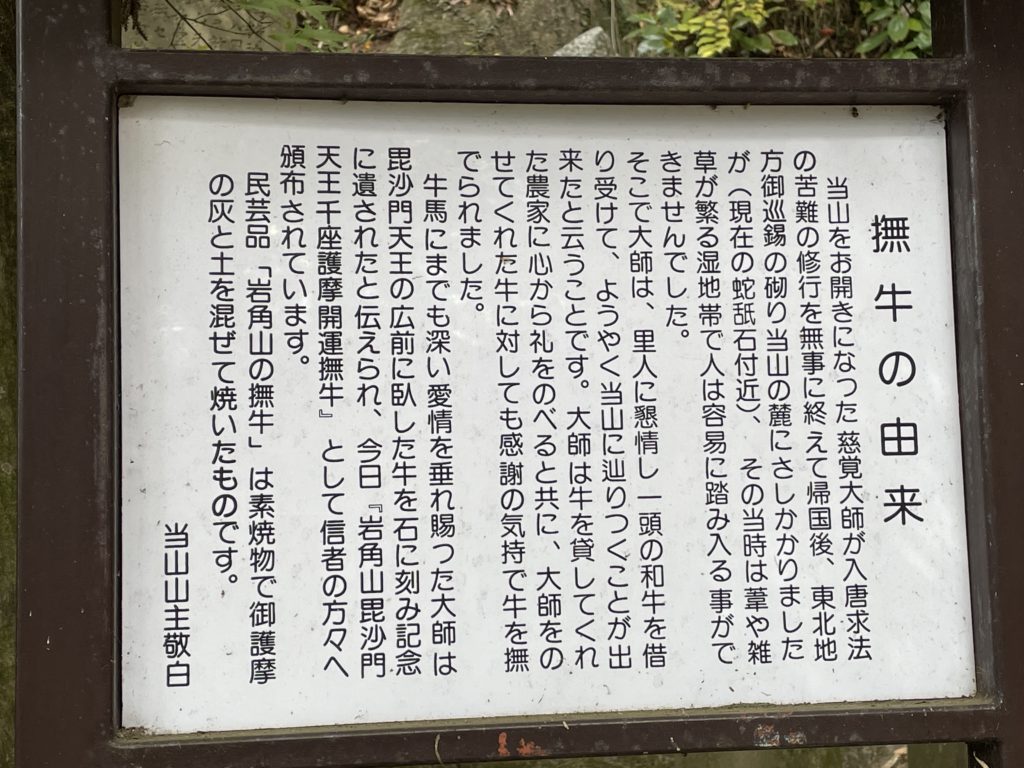 撫牛の由来
当山をお開きになった慈覚大師が入唐求法
の苦難の修行を無事に終えて帰国後、東北地
方御巡錫の砌り当山の麓にさしかかりました
が（現在の蛇舐石付近）、その当時は葦や雑
草が繁る湿地帯で人は容易に踏み入る事がで
きませんでした。
そこで大師は、里人に懇情し一頭の和牛を借
り受けて、ようやく当山に辿りつくことが出
来たと云うことです。大師は牛を貸してくれ
た農家に心から礼をのべると共に、大師をの
せてくれた牛に対しても感謝の気持で牛を撫
でられました。
牛馬にまでも深い愛情を垂れ賜った大師は
毘沙門天王の広前に臥した牛を石に刻み記念
に遺されたと伝えられ、今日『岩角山毘沙門
天王千座護摩開運撫牛』として信者の方々へ
頒布されています。
民芸品「岩角山の撫牛」は素焼物で御護摩
の灰と土を混ぜて焼いたものです。
当山山主敬白